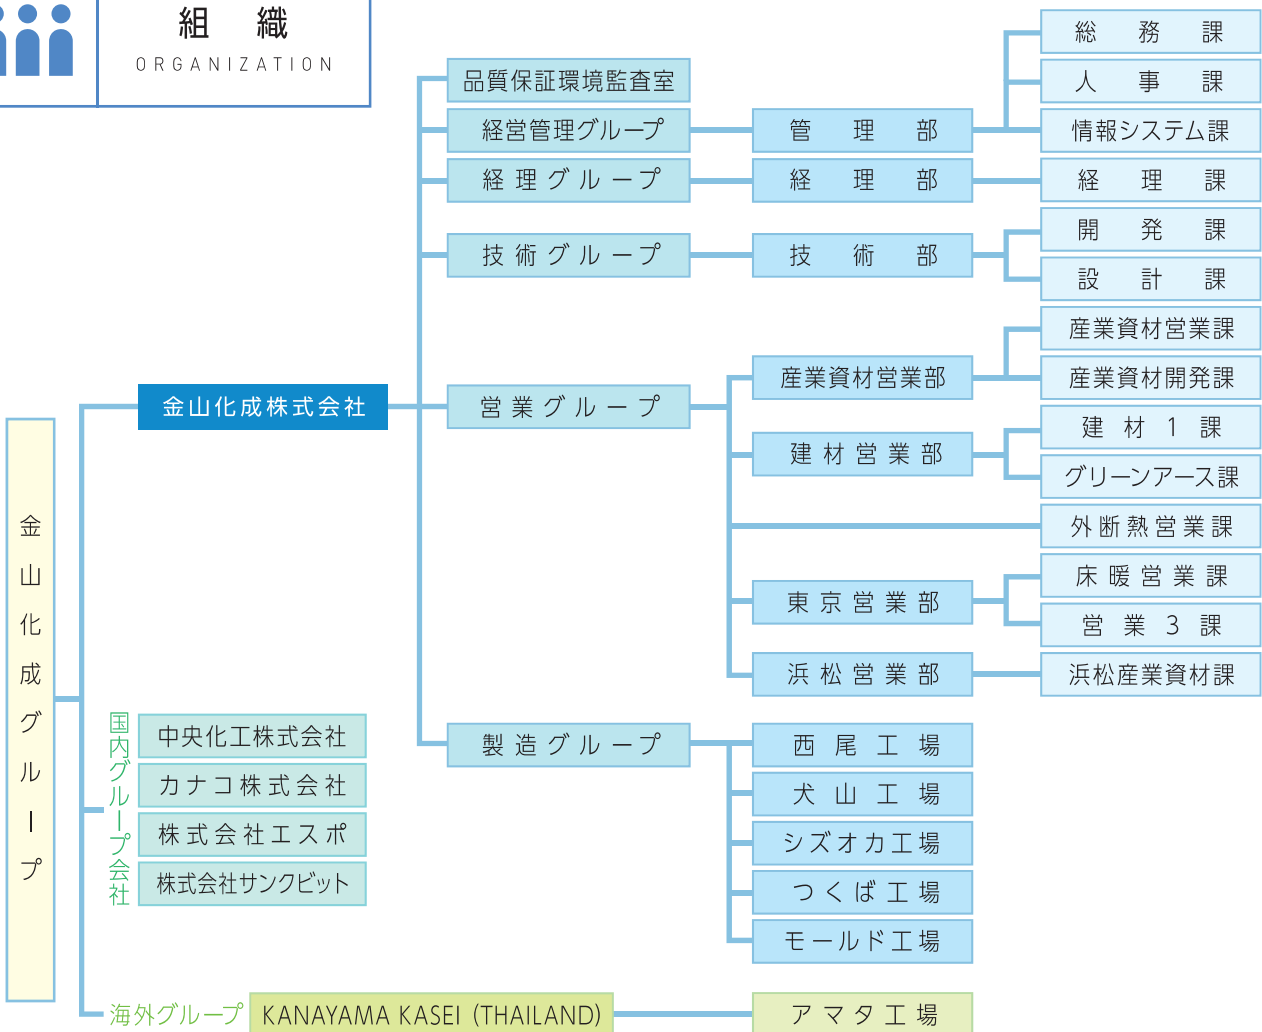 組織
ORGANIZATION
金山化成グループ
金山化成株式会社
品質保証環境監査室
経営管理グループ
管理部
総務課
人事課
情報システム課
経理グループ
経理部
経理課
技術グループ
技術部
開発課
設計課
営業グループ
産業資材営業部
産業資材営業課
産業資材開発課
建材営業部
建材1課
グリーンアース課
外断熱営業課
東京営業部
床暖営業課
営業3課
浜松営業部
浜松産業資材課
製造グループ
西尾工場
犬山工場
シズオカ工場
つくば工場
モールド工場
国内グループ会社
中央化工株式会社
カナコ株式会社
株式会社エスポ
株式会社サンクビット
海外グループ
KANAYAMA KASEI (THAILAND)
アマタ工場